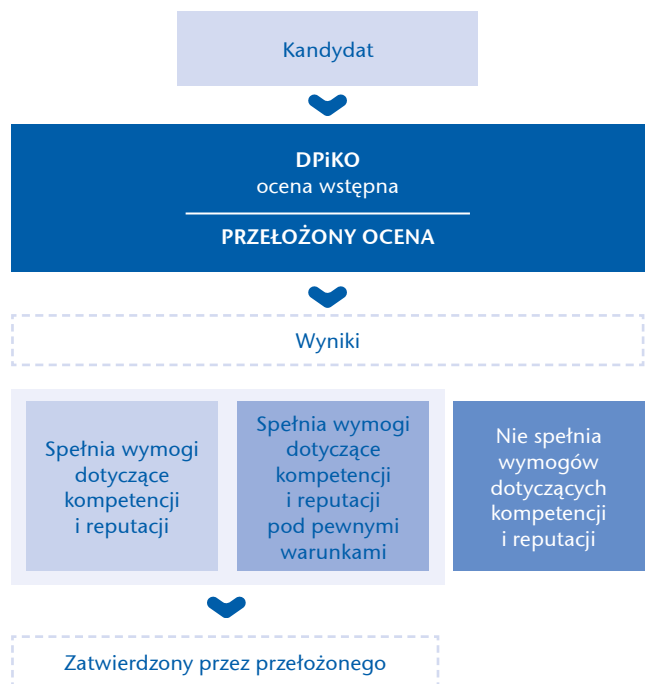 Kandydat
DPiKO
ocena wstępna
PRZEŁOŻONY OCENA
Wyniki
Spełnia wymogi
dotyczące
kompetencji
i reputacji
Spełnia wymogi
dotyczące
kompetencji
i reputacji
pod pewnymi
warunkami
Nie spełnia
wymogów
dotyczących
kompetencji
i reputacji
Zatwierdzony przez przełożonego